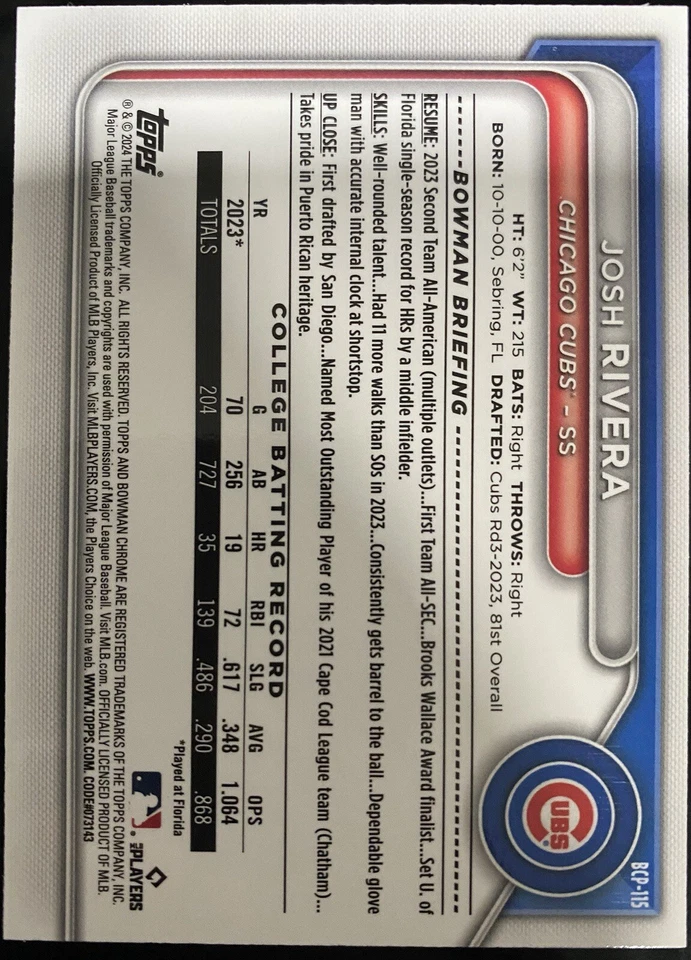 JOSH RIVERA
BCP-115
CHICAGO CUBS® – SS
CUBS
HT: 6'2" WT: 215 BATS: Right THROWS: Right
BORN: 10-10-00, Sebring, FL DRAFTED: Cubs Rd3-2023, 81st Overall
BOWMAN BRIEFING
RESUME: 2023 Second Team All-American (multiple outlets)...First Team All-SEC...Brooks Wallace Award finalist...Set U. of
Florida single-season record for HRs by a middle infielder.
SKILLS: Well-rounded talent....Had 11 more walks than SOs in 2023...Consistently gets barrel to the ball...Dependable glove
man with accurate internal clock at shortstop.
UP CLOSE: First drafted by San Diego...Named Most Outstanding Player of his 2021 Cape Cod League team (Chatham)...
Takes pride in Puerto Rican heritage.
COLLEGE BATTING RECORD
YR G AB HR RBI SLG AVG OPS
2023* 70 256 19 72 .617 .348 1.064
TOTALS 204 727 35 139 .486 .290 .868
*Played at Florida
topps®
MLB PLAYERS
® & © 2024 THE TOPPS COMPANY, INC. ALL RIGHTS RESERVED. TOPPS AND BOWMAN CHROME ARE REGISTERED TRADEMARKS OF THE TOPPS COMPANY, INC.
Major League Baseball trademarks and copyrights are used with permission of Major League Baseball. Visit MLB.com. OFFICIALLY LICENSED PRODUCT OF MLB.
Officially Licensed Product of MLB Players, Inc. Visit MLBPLAYERS.COM, the Players Choice on the web. WWW.TOPPS.COM. CODE#073143